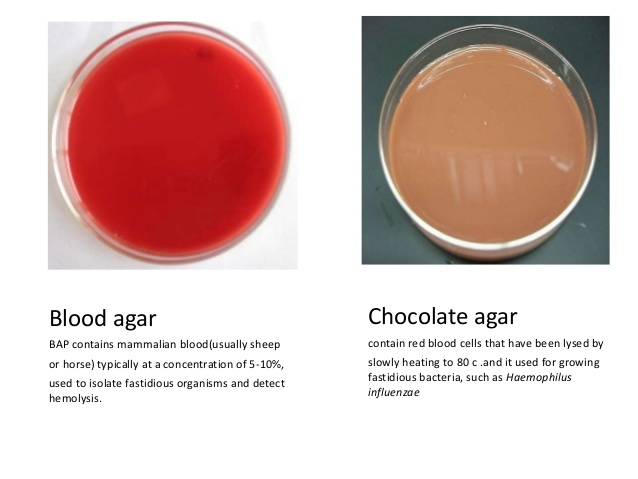 Blood agar
BAP contains mammalian blood(usually sheep
or horse) typically at a concentration of 5-10%,
used to isolate fastidious organisms and detect
hemolysis.
Chocolate agar
contain red blood cells that have been lysed by
slowly heating to 80 c .and it used for growing
fastidious bacteria, such as Haemophilus
influenzae